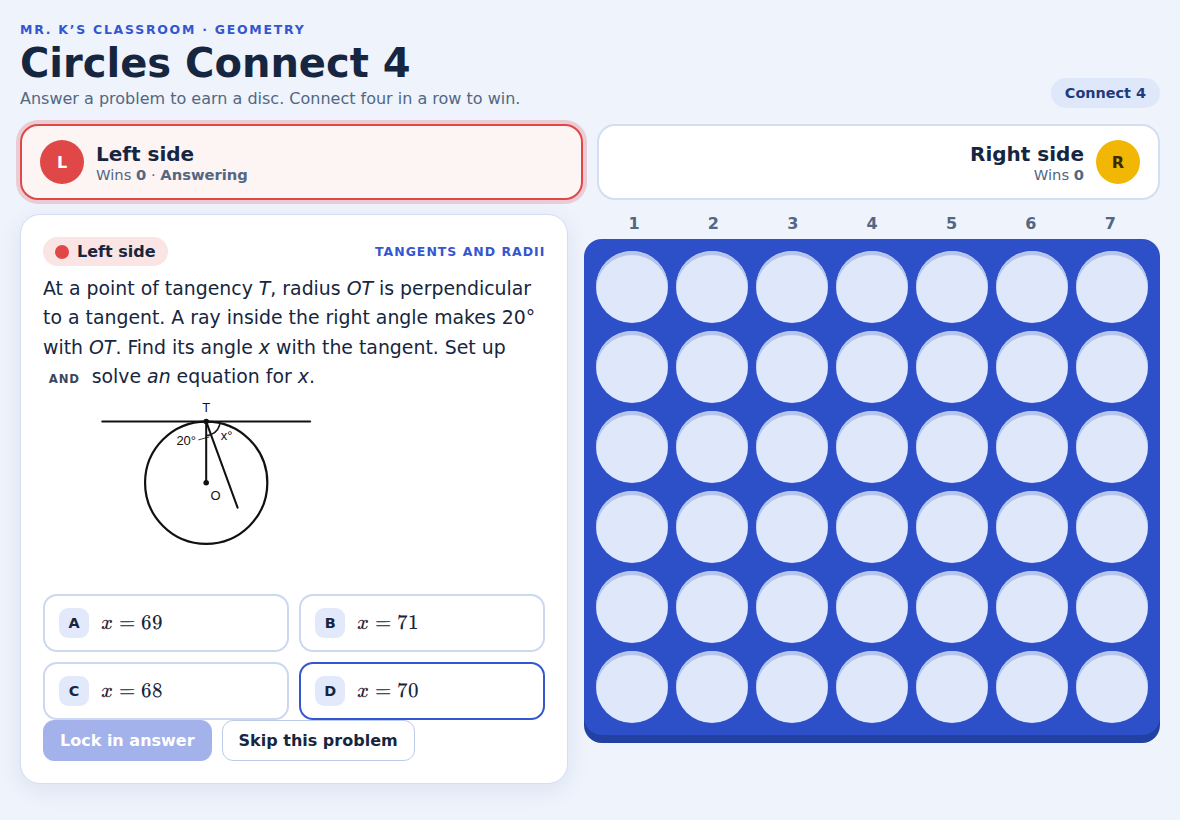 MR. K’S CLASSROOM · GEOMETRY
Circles Connect 4
Answer a problem to earn a disc. Connect four in a row to win.
Connect 4
L
Left side
Wins 0 · Answering
Right side
Wins 0
R
Left side
TANGENTS AND RADII
At a point of tangency T, radius OT is perpendicular
to a tangent. A ray inside the right angle makes 20°
with OT. Find its angle x with the tangent. Set up
AND solve an equation for x.
T
20°
x°
O
A x = 69
B x = 71
C x = 68
D x = 70
Lock in answer
Skip this problem
1 2 3 4 5 6 7